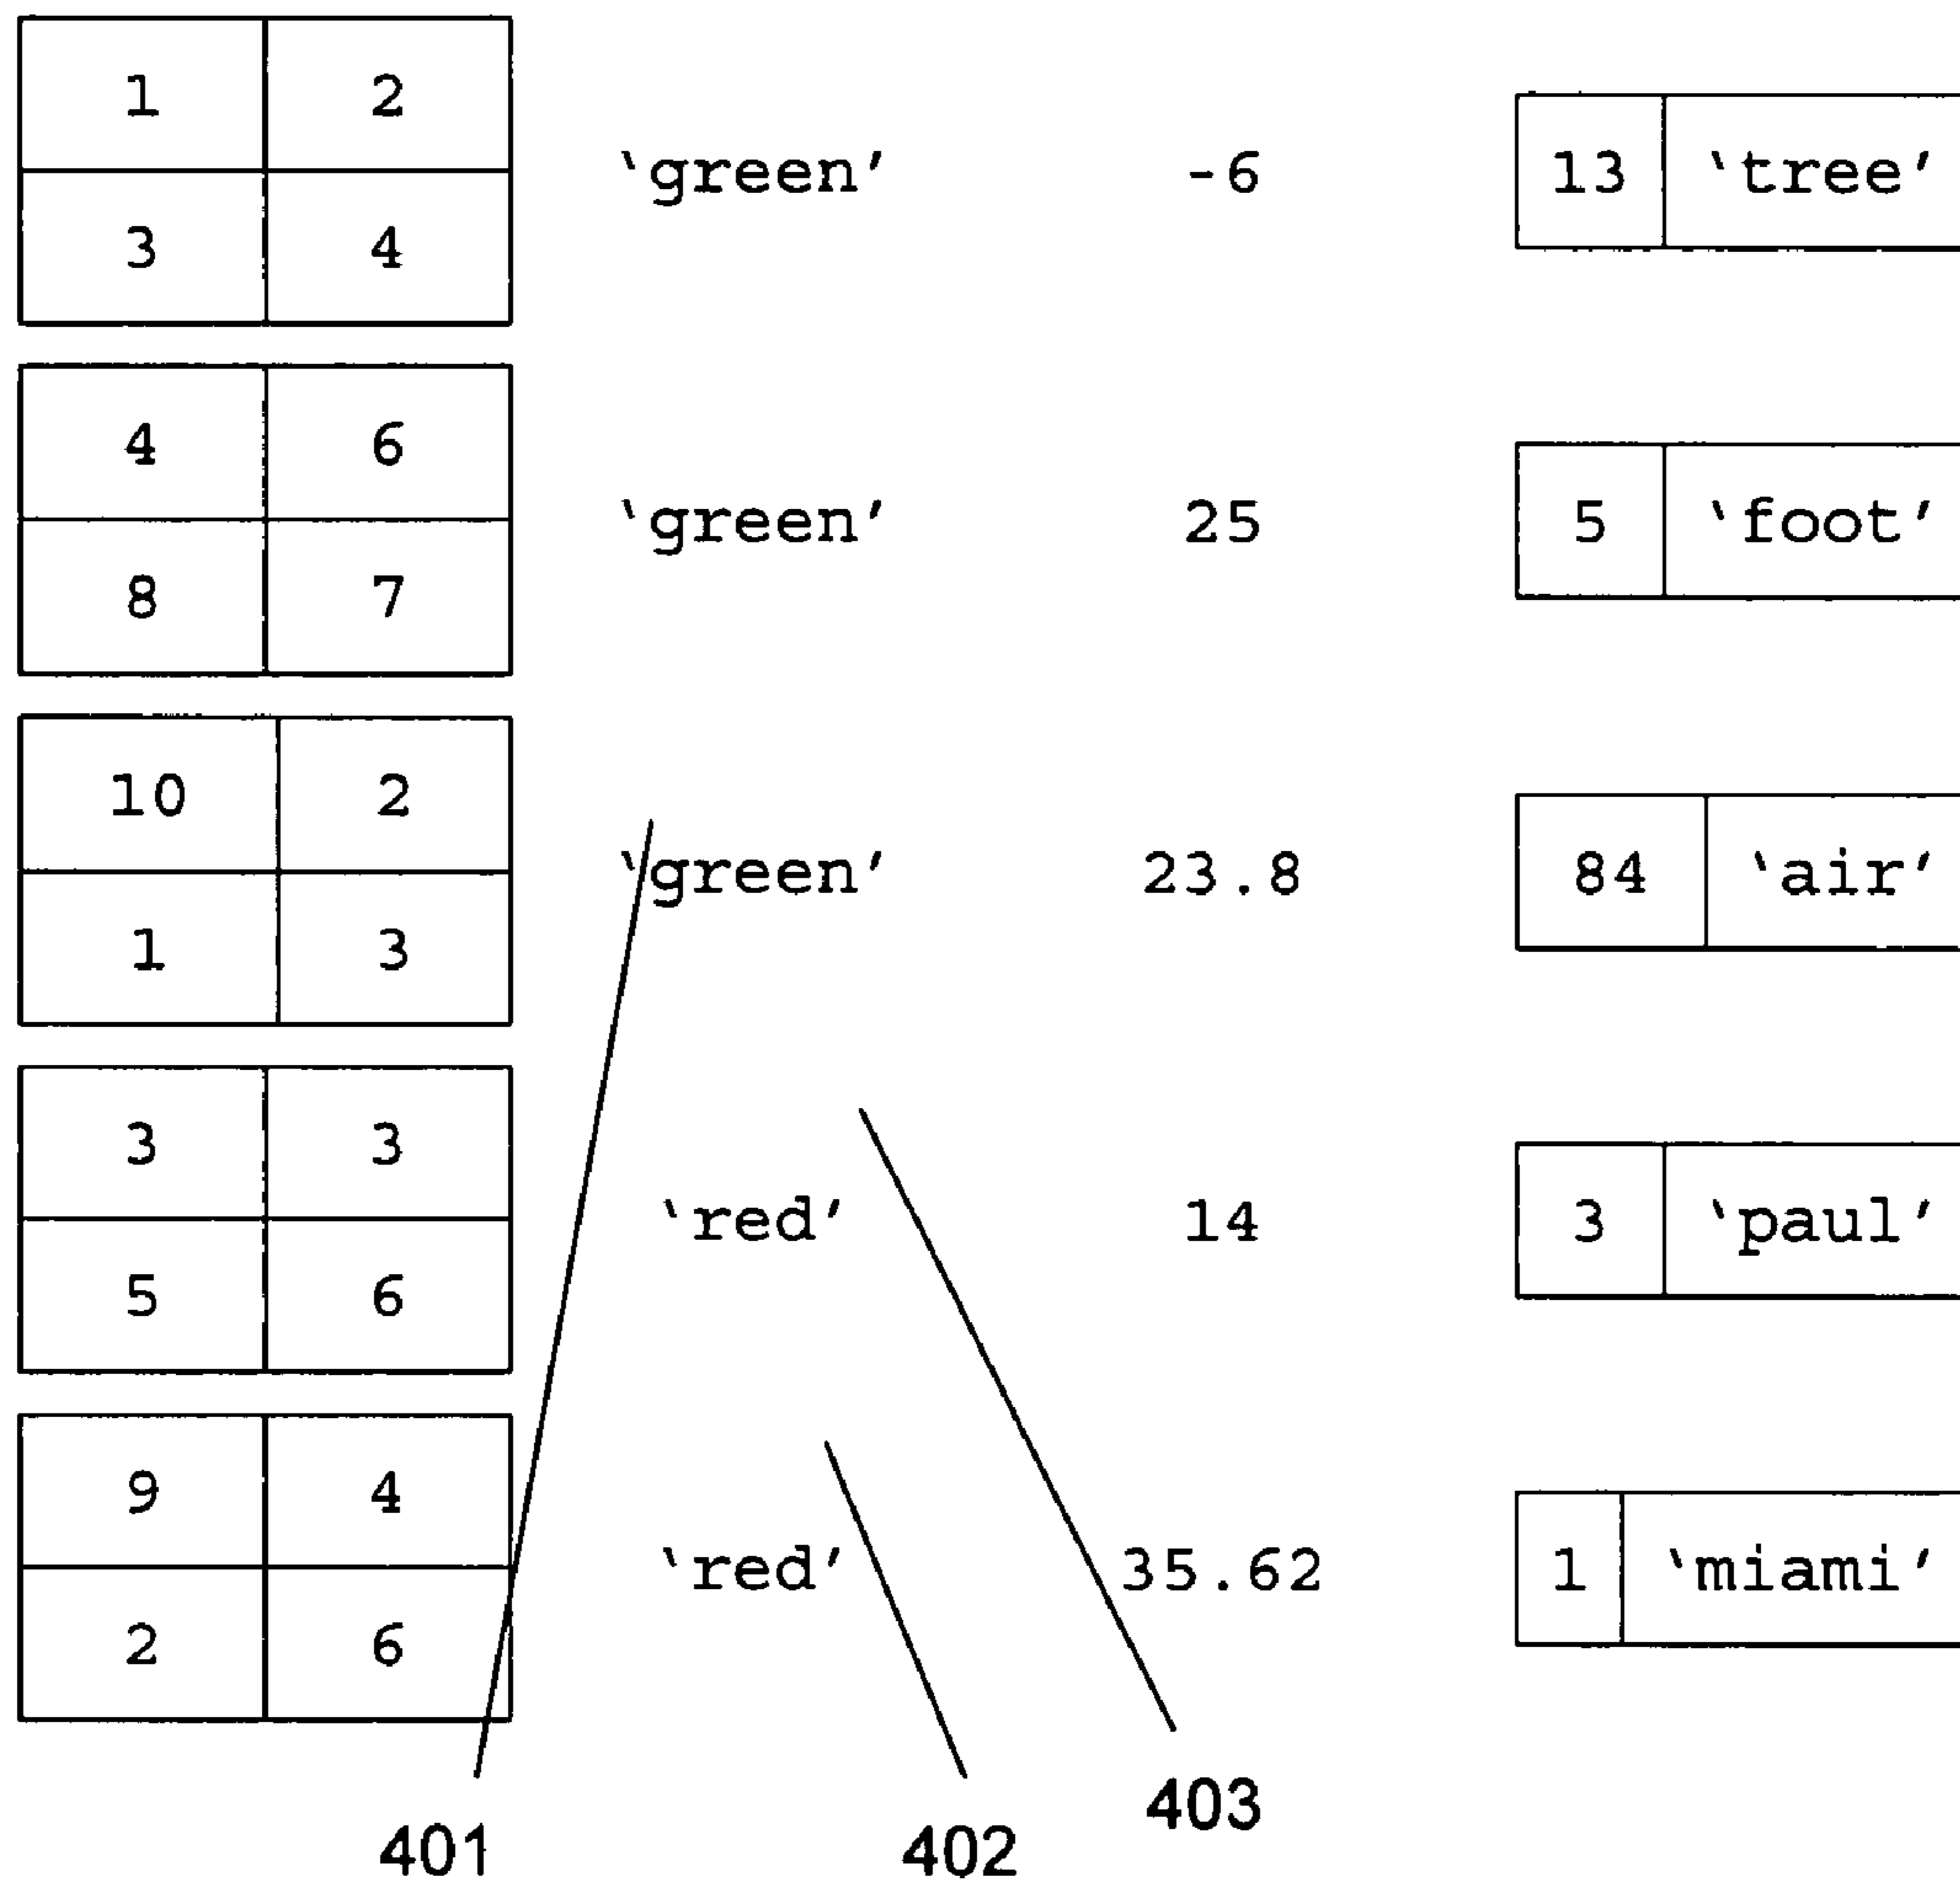 1 2
‘green’ -6 13 ‘tree’
3 4
4 6
‘green’ 25 5 ‘foot’
8 7
10 2
‘green’ 23.8 84 ‘air’
1 3
3 3
‘red’ 14 3 ‘paul’
5 6
9 4
‘red’ 35.62 1 ‘miami’
2 6
403
401 402